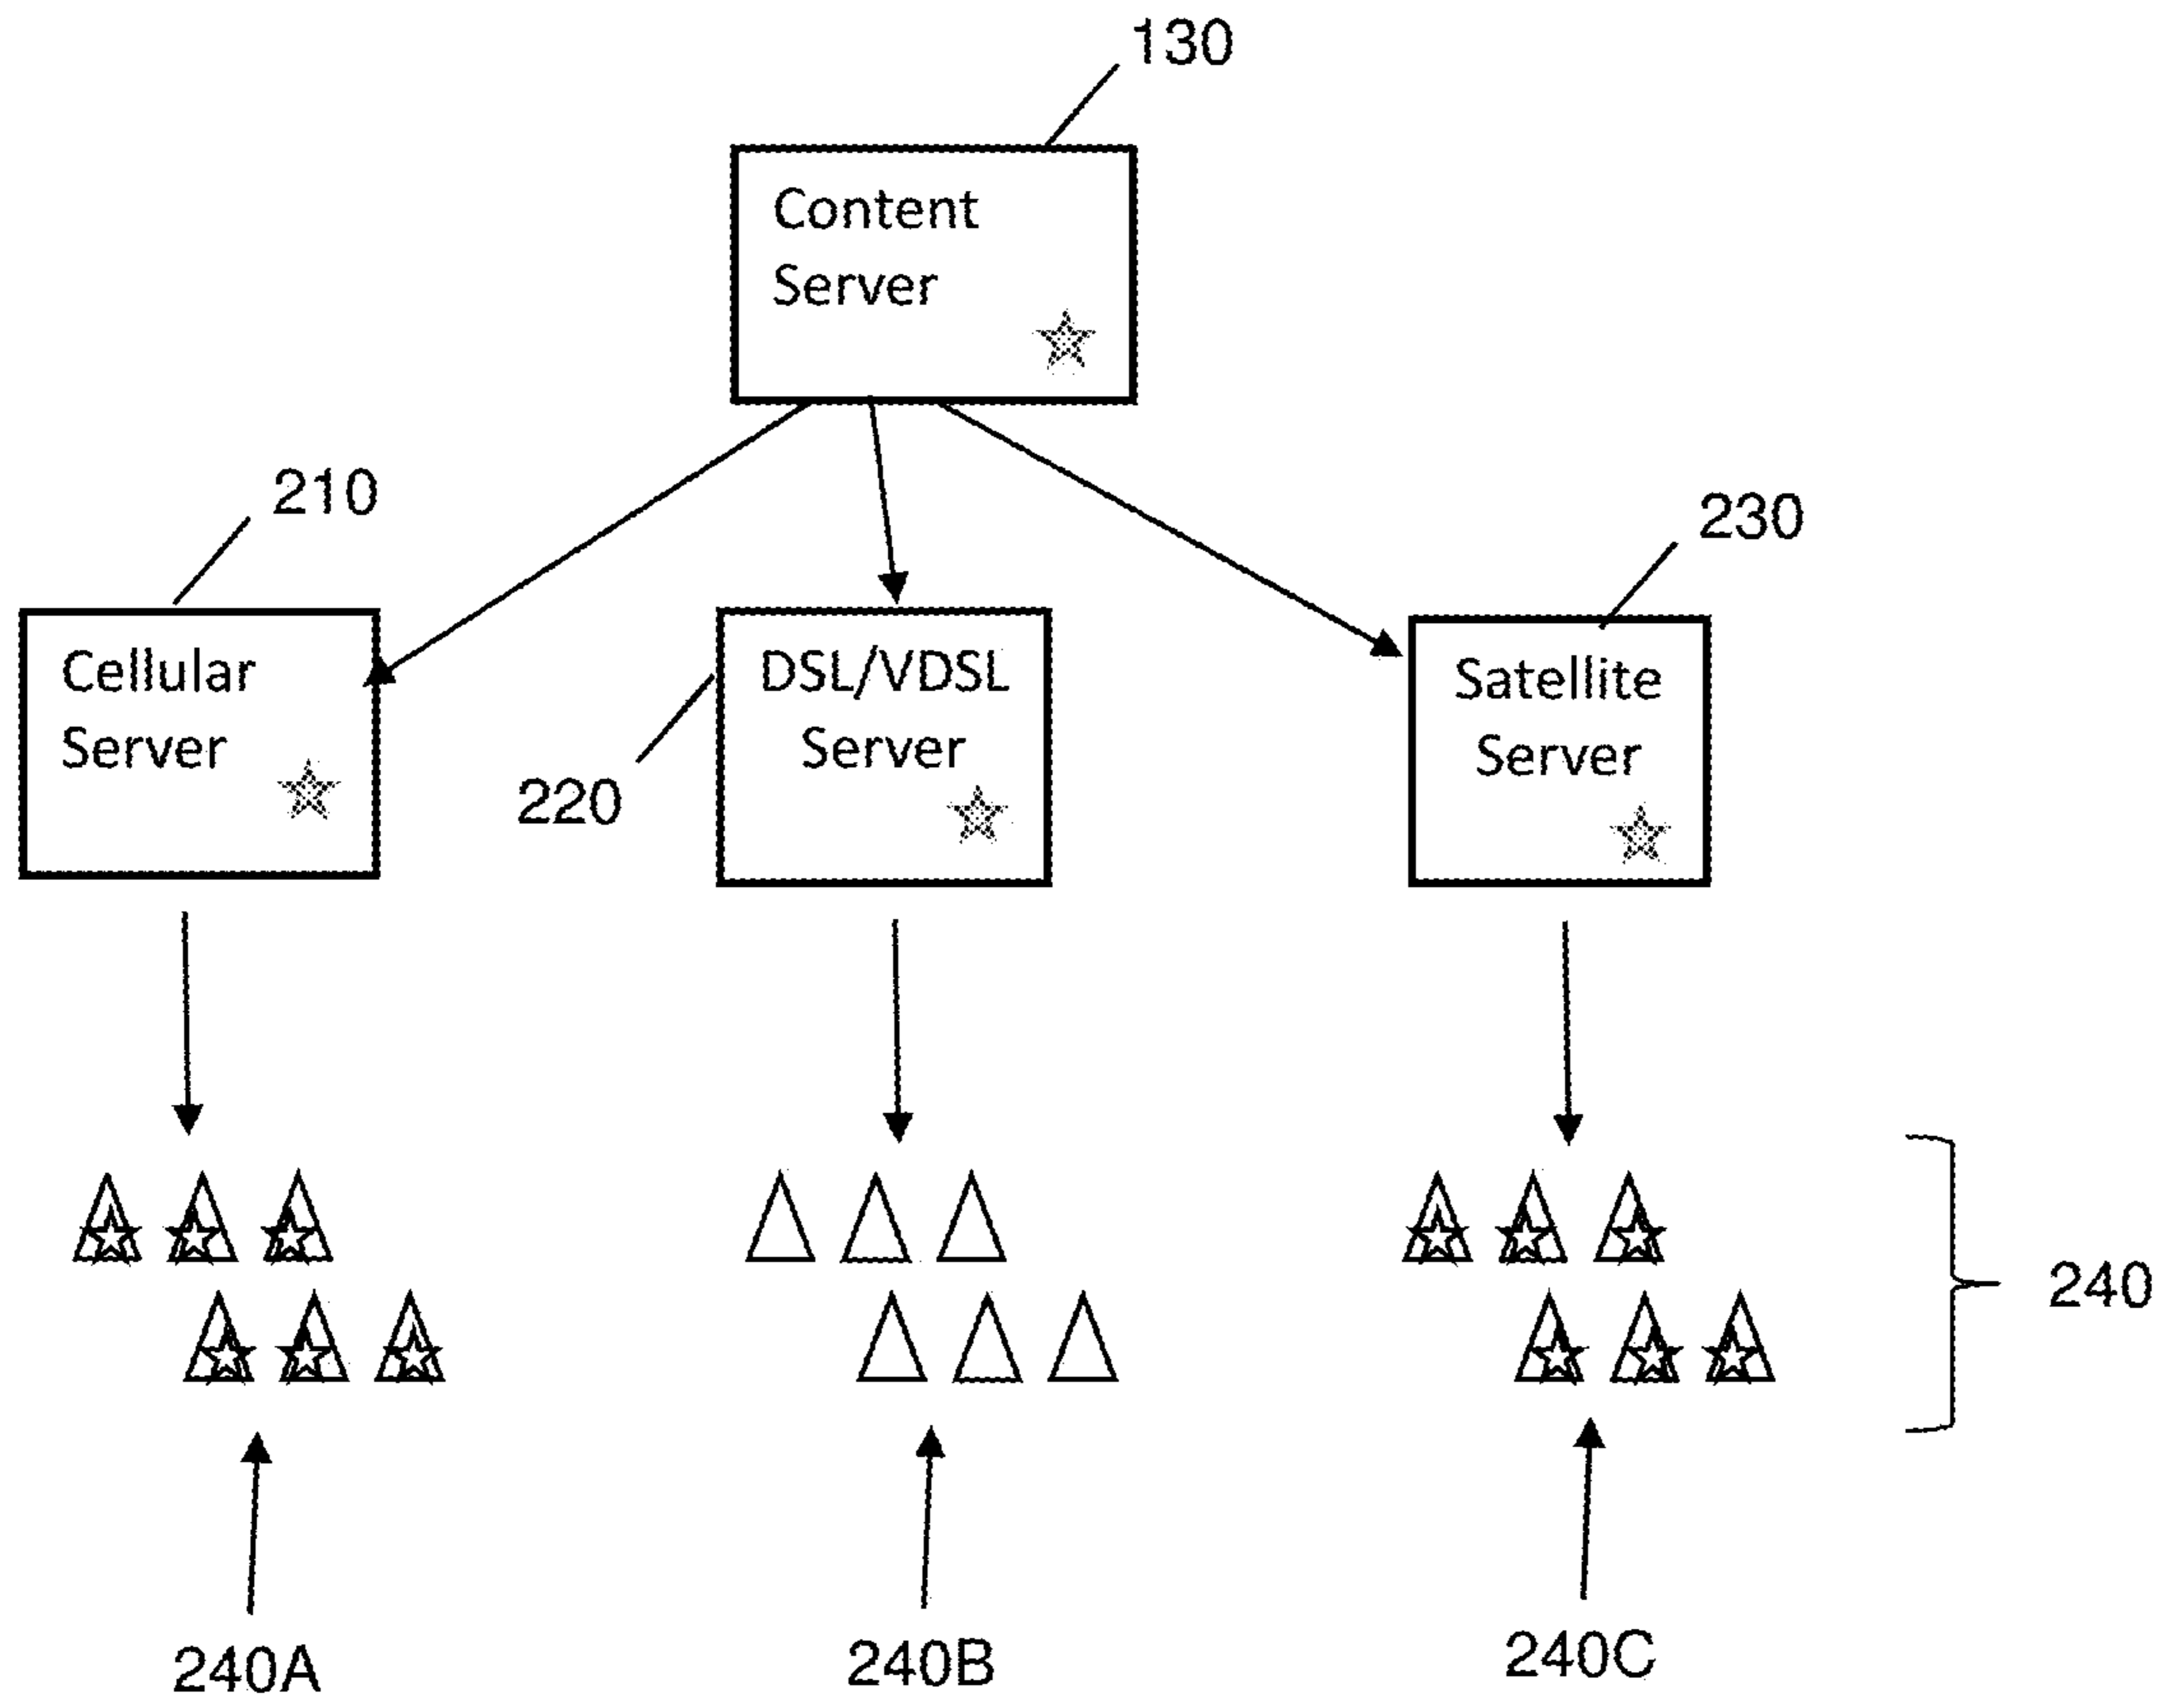 130
Content
Server
210
230
Cellular
Server
DSL/VDSL
Server
Satellite
Server
220
240
240A
240B
240C